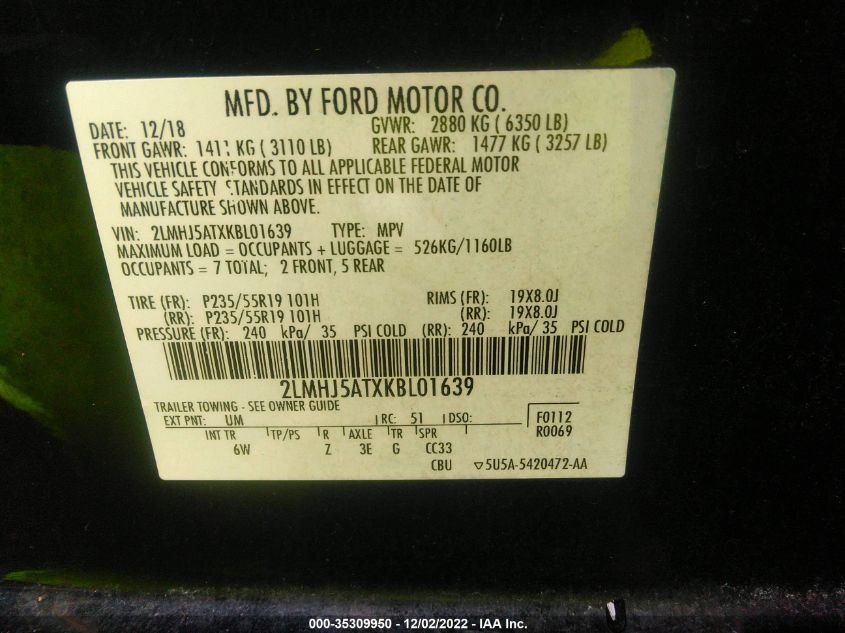 MFD. BY FORD MOTOR CO.
DATE: 12/18 GVWR: 2880 KG ( 6350 LB)
FRONT GAWR: 1411 KG ( 3110 LB) REAR GAWR: 1477 KG ( 3257 LB)
THIS VEHICLE CONFORMS TO ALL APPLICABLE FEDERAL MOTOR
VEHICLE SAFETY STANDARDS IN EFFECT ON THE DATE OF
MANUFACTURE SHOWN ABOVE.
VIN: 2LMHJ5ATXKBL01639 TYPE: MPV
MAXIMUM LOAD = OCCUPANTS + LUGGAGE = 526KG/1160LB
OCCUPANTS = 7 TOTAL; 2 FRONT, 5 REAR
TIRE (FR): P235/55R19 101H RIMS (FR): 19X8.0J
(RR): P235/55R19 101H (RR): 19X8.0J
PRESSURE (FR): 240 kPa/ 35 PSI COLD (RR): 240 kPa/ 35 PSI COLD
2LMHJ5ATXKBL01639
TRAILER TOWING - SEE OWNER GUIDE
EXT PNT: UM RC: 51 DSO: F0112
INT TR TP/PS R AXLE TR SPR R0069
6W Z 3E G CC33
CBU ▽5U5A-5420472-AA
000-35309950 - 12/02/2022 - IAA Inc.